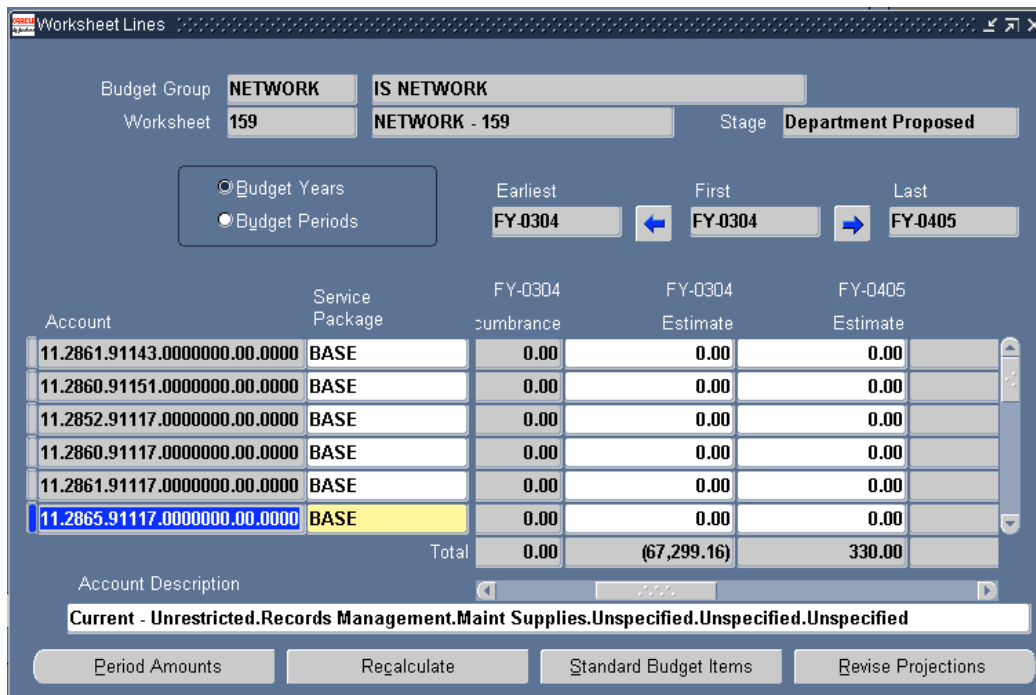 Worksheet Lines
Budget Group NETWORK IS NETWORK
Worksheet 159 NETWORK - 159 Stage Department Proposed
Budget Years
Budget Periods
Earliest First Last
FY-0304 FY-0304 FY-0405
FY-0304 FY-0304 FY-0405
Account Service Package cumbrance Estimate Estimate
11.2861.91143.0000000.00.0000 BASE 0.00 0.00 0.00
11.2860.91151.0000000.00.0000 BASE 0.00 0.00 0.00
11.2852.91117.0000000.00.0000 BASE 0.00 0.00 0.00
11.2860.91117.0000000.00.0000 BASE 0.00 0.00 0.00
11.2861.91117.0000000.00.0000 BASE 0.00 0.00 0.00
11.2865.91117.0000000.00.0000 BASE 0.00 0.00 0.00
Total 0.00 (67,299.16) 330.00
Account Description
Current - Unrestricted.Records Management.Maint Supplies.Unspecified.Unspecified.Unspecified
Period Amounts Recalculate Standard Budget Items Revise Projections